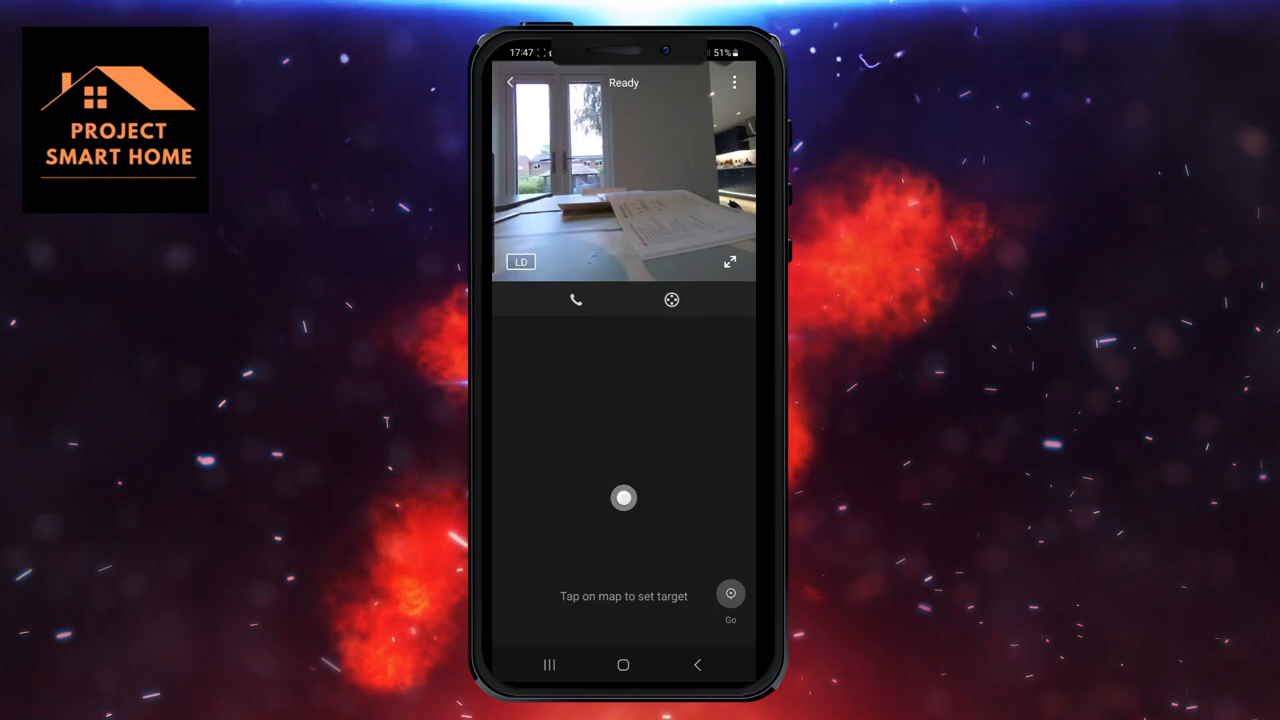 PROJECT
SMART HOME
17:47
51%
Ready
LD
Tap on map to set target
Go